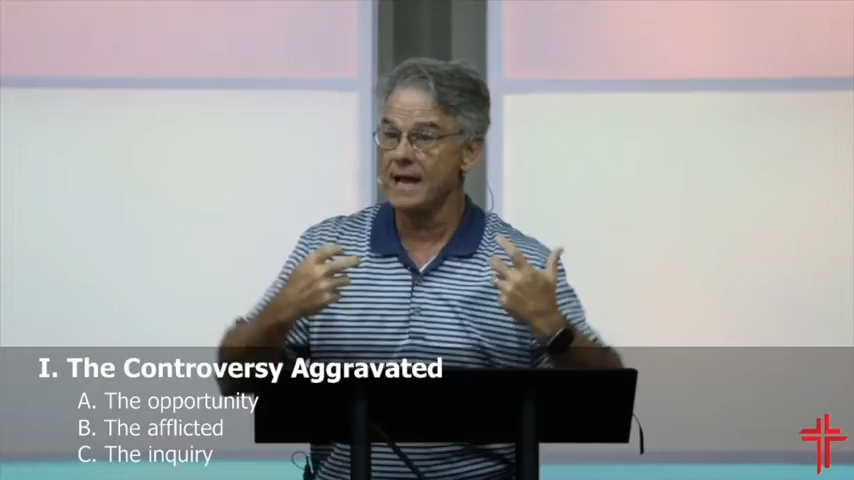 I. The Controversy Aggravated
A. The opportunity
B. The afflicted
C. The inquiry